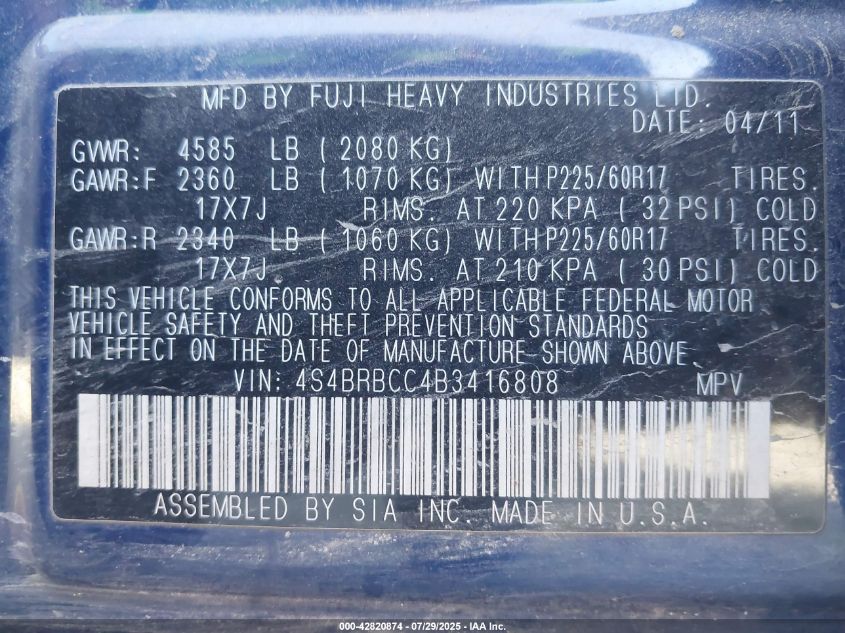 MFD BY FUJI HEAVY INDUSTRIES LTD.
DATE: 04/11
GVWR: 4585 LB ( 2080 KG)
GAWR:F 2360 LB ( 1070 KG) WITH P225/60R17 TIRES.
17X7J RIMS. AT 220 KPA ( 32 PSI) COLD
GAWR:R 2340 LB ( 1060 KG) WITH P225/60R17 TIRES.
17X7J RIMS. AT 210 KPA ( 30 PSI) COLD
THIS VEHICLE CONFORMS TO ALL APPLICABLE FEDERAL MOTOR
VEHICLE SAFETY AND THEFT PREVENTION STANDARDS
IN EFFECT ON THE DATE OF MANUFACTURE SHOWN ABOVE.
VIN: 4S4BRBCC4B3416808 MPV
ASSEMBLED BY SIA INC. MADE IN U.S.A.
000-42820874 - 07/29/2025 - IAA Inc.